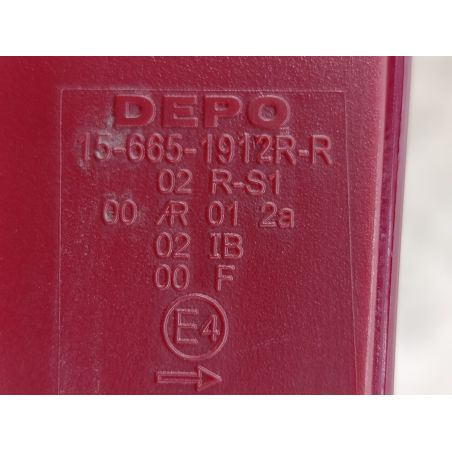 DEPO
15-665-1912R-R
02 R-S1
00 AR 01 2a
02 IB
00 F
E4
→